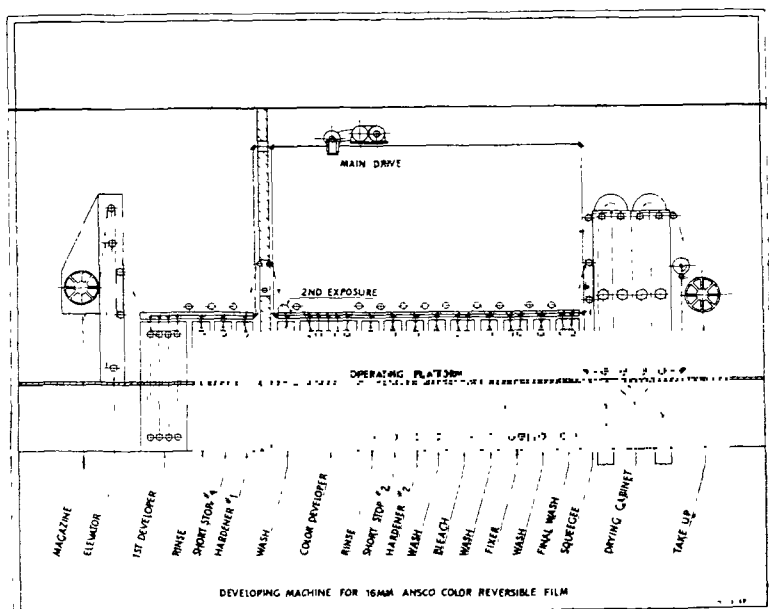 MAIN DRIVE
2ND EXPOSURE
OPERATING PLATFORM
MAGAZINE
ELEVATOR
1ST DEVELOPER
RINSE
SHORT STOP #1
HARDENER #1
WASH
COLOR DEVELOPER
RINSE
SHORT STOP #2
HARDENER #2
WASH
BLEACH
WASH
FIXER
WASH
FINAL WASH
SQUEEGEE
DRYING CABINET
TAKE UP
DEVELOPING MACHINE FOR 16MM ANSCO COLOR REVERSIBLE FILM